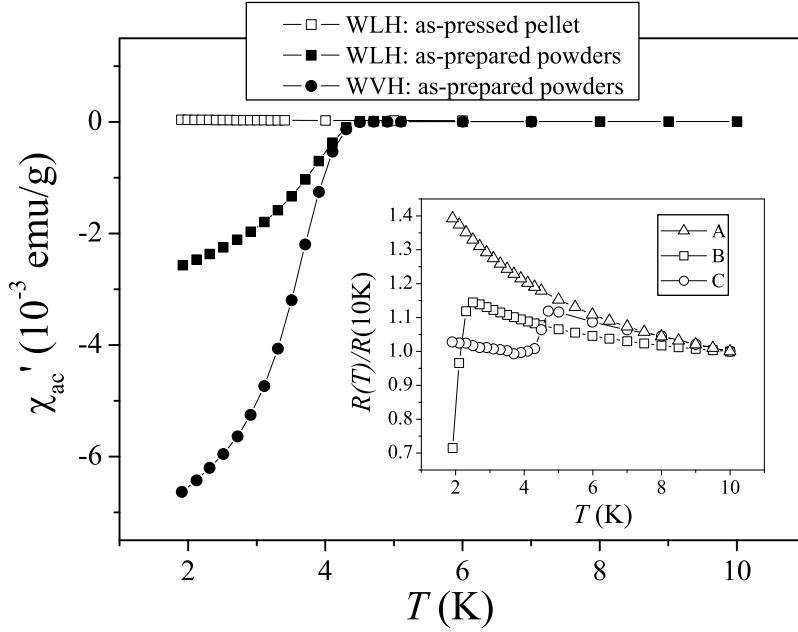 WLH: as-pressed pellet
WLH: as-prepared powders
WVH: as-prepared powders
χac' (10⁻³ emu/g)
0
-2
-4
-6
2
4
6
8
10
T (K)
R(T)/R(10K)
1.4
1.3
1.2
1.1
1.0
0.9
0.8
0.7
A
B
C
2
4
6
8
10
T (K)